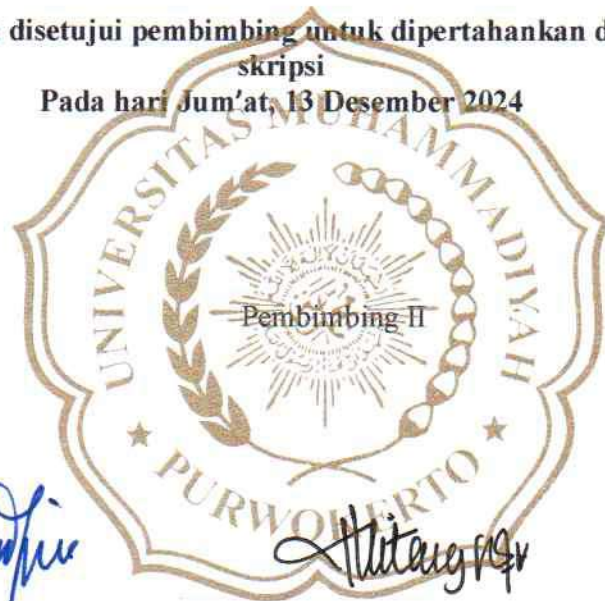 disetujui pembimbing untuk dipertahankan d
skripsi
Pada hari Jum'at, 13 Desember 2024
UNIVERSITAS MUHAMMADIYAH
Pembimbing II
PURWOKERTO